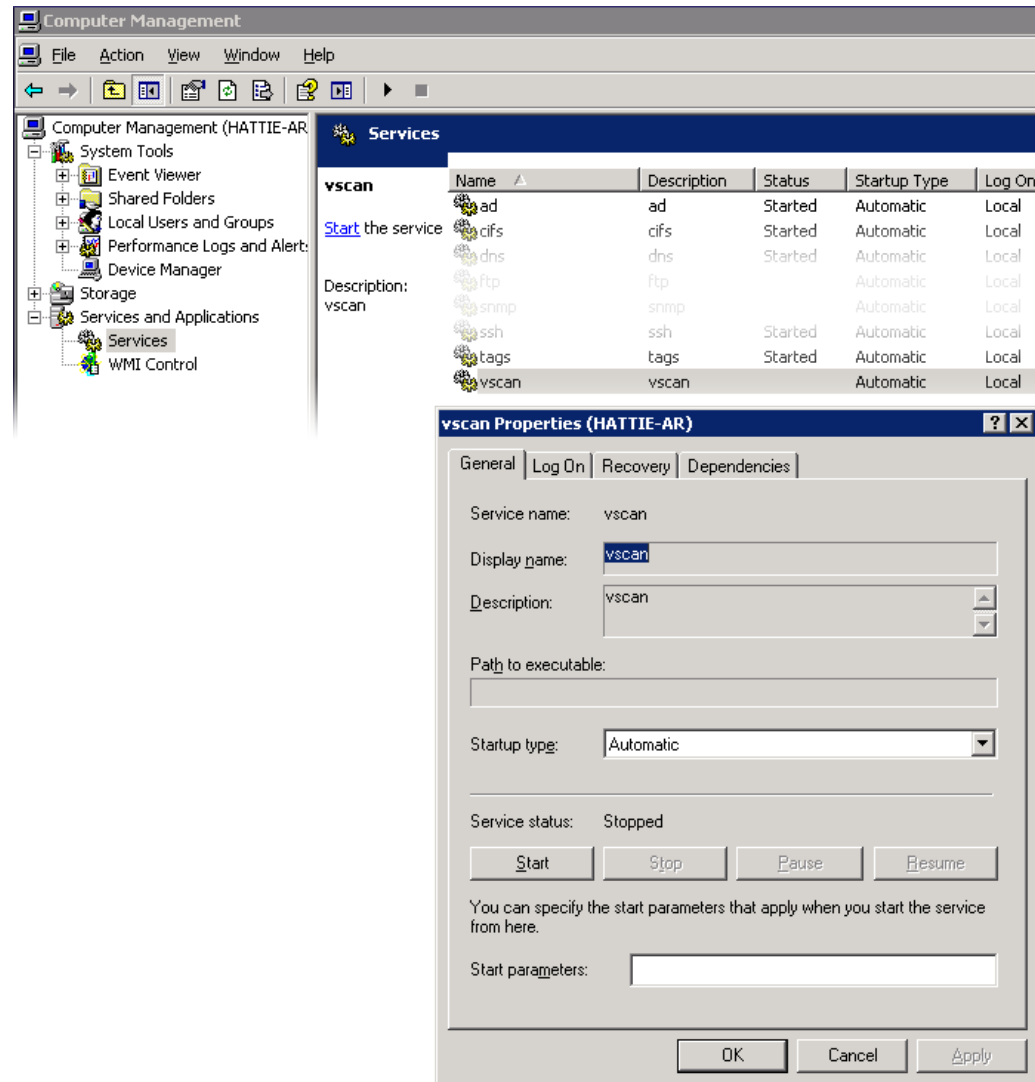 Computer Management
File Action View Window Help
Computer Management (HATTIE-AR
System Tools
Event Viewer
Shared Folders
Local Users and Groups
Performance Logs and Alert
Device Manager
Storage
Services and Applications
Services
WMI Control
Services
vscan
Start the service
Description:
vscan
Name Description Status Startup Type Log On
ad ad Started Automatic Local
cifs cifs Started Automatic Local
dns dns Started Automatic Local
ftp ftp Automatic Local
snmp snmp Automatic Local
ssh ssh Started Automatic Local
tags tags Started Automatic Local
vscan vscan Automatic Local
vscan Properties (HATTIE-AR)
General Log On Recovery Dependencies
Service name: vscan
Display name: vscan
Description: vscan
Path to executable:
Startup type: Automatic
Service status: Stopped
Start Stop Pause Resume
You can specify the start parameters that apply when you start the service
from here.
Start parameters:
OK Cancel Apply